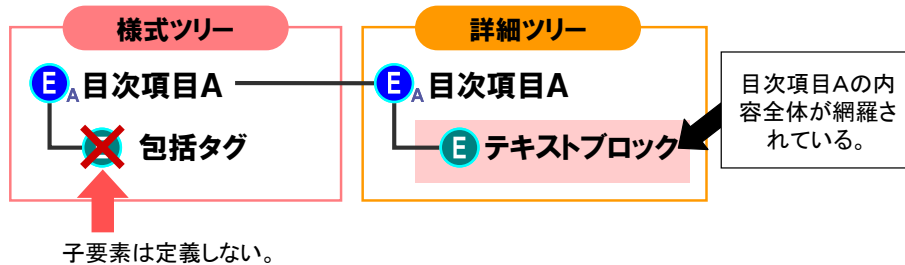 様式ツリー
詳細ツリー
E A 目次項目A
E A 目次項目A
包括タグ
E テキストブロック
目次項目Aの内
容全体が網羅さ
れている。
子要素は定義しない。